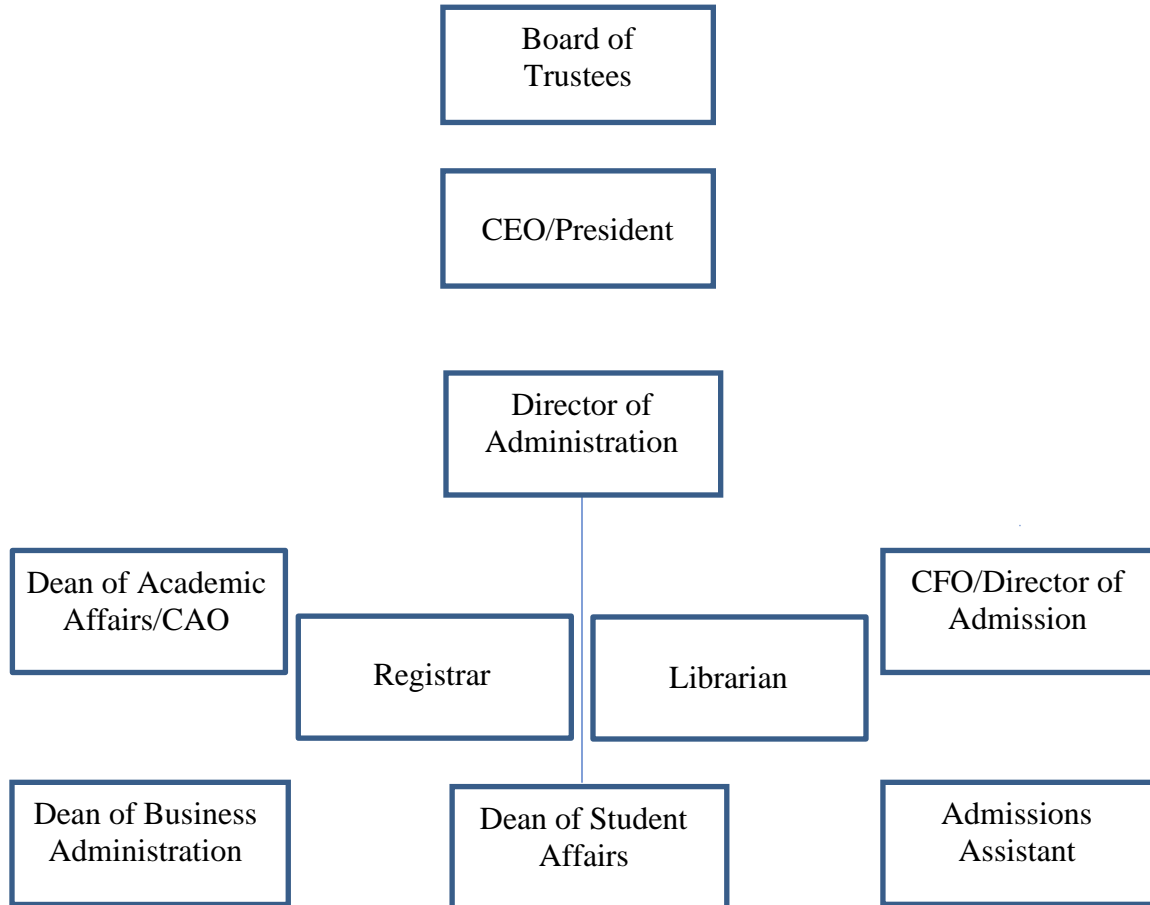 Board of
Trustees
CEO/President
Director of
Administration
Dean of Academic
Affairs/CAO
CFO/Director of
Admission
Registrar
Librarian
Dean of Business
Administration
Dean of Student
Affairs
Admissions
Assistant